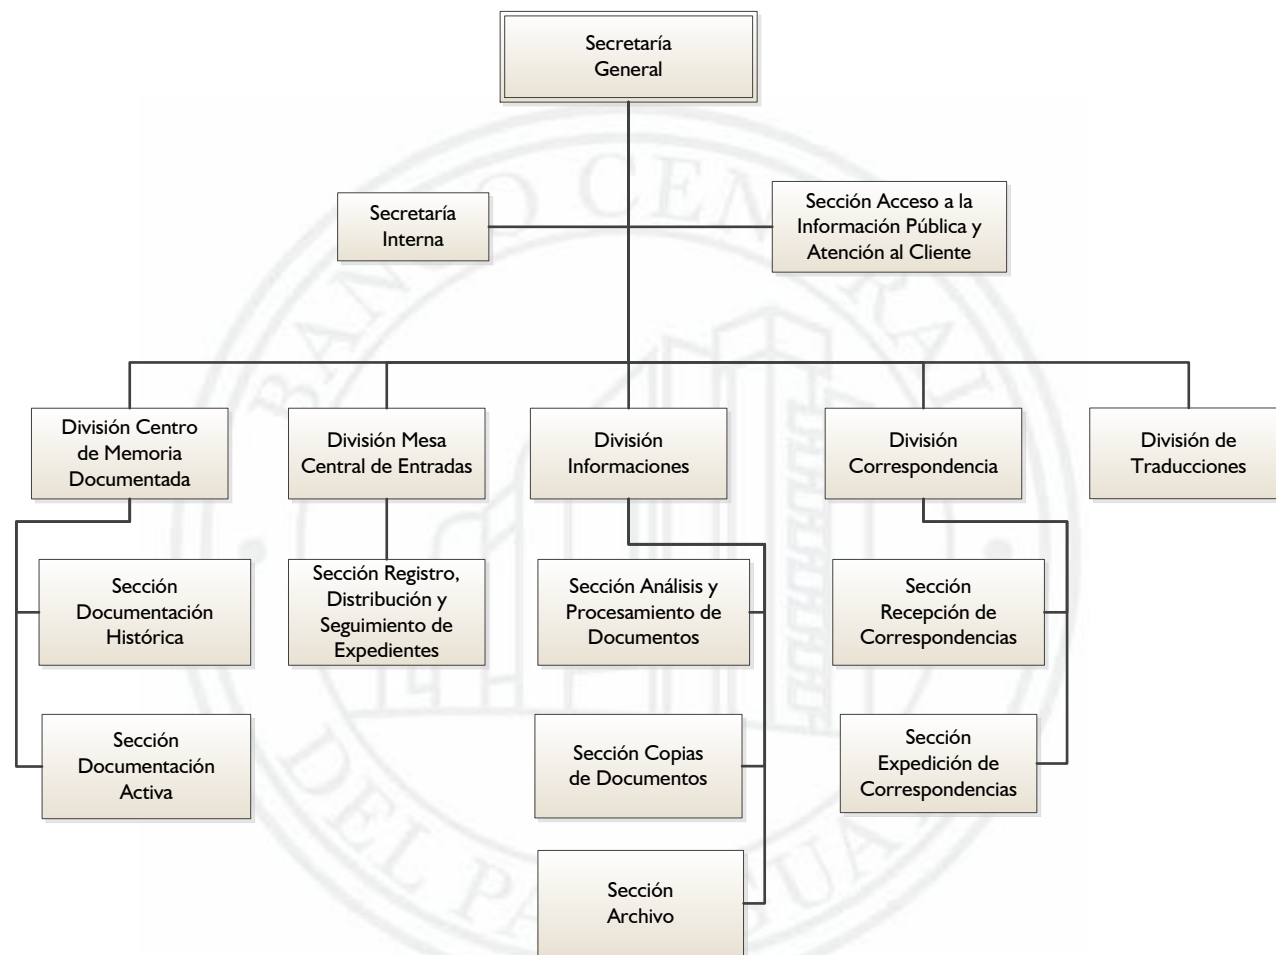 Secretaría
General
Secretaría
Interna
Sección Acceso a la
Información Pública y
Atención al Cliente
División Centro
de Memoria
Documentada
División Mesa
Central de Entradas
División
Informaciones
División
Correspondencia
División de
Traducciones
Sección
Documentación
Histórica
Sección Registro,
Distribución y
Seguimiento de
Expedientes
Sección Análisis y
Procesamiento de
Documentos
Sección
Recepción de
Correspondencias
Sección
Documentación
Activa
Sección Copias
de Documentos
Sección
Expedición de
Correspondencias
Sección
Archivo
BANCO CENTRAL
DEL